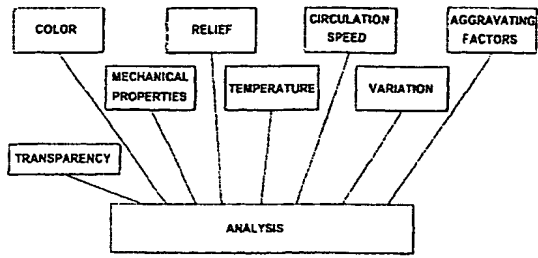 COLOR
RELIEF
CIRCULATION
SPEED
AGGRAVATING
FACTORS
MECHANICAL
PROPERTIES
TEMPERATURE
VARIATION
TRANSPARENCY
ANALYSIS